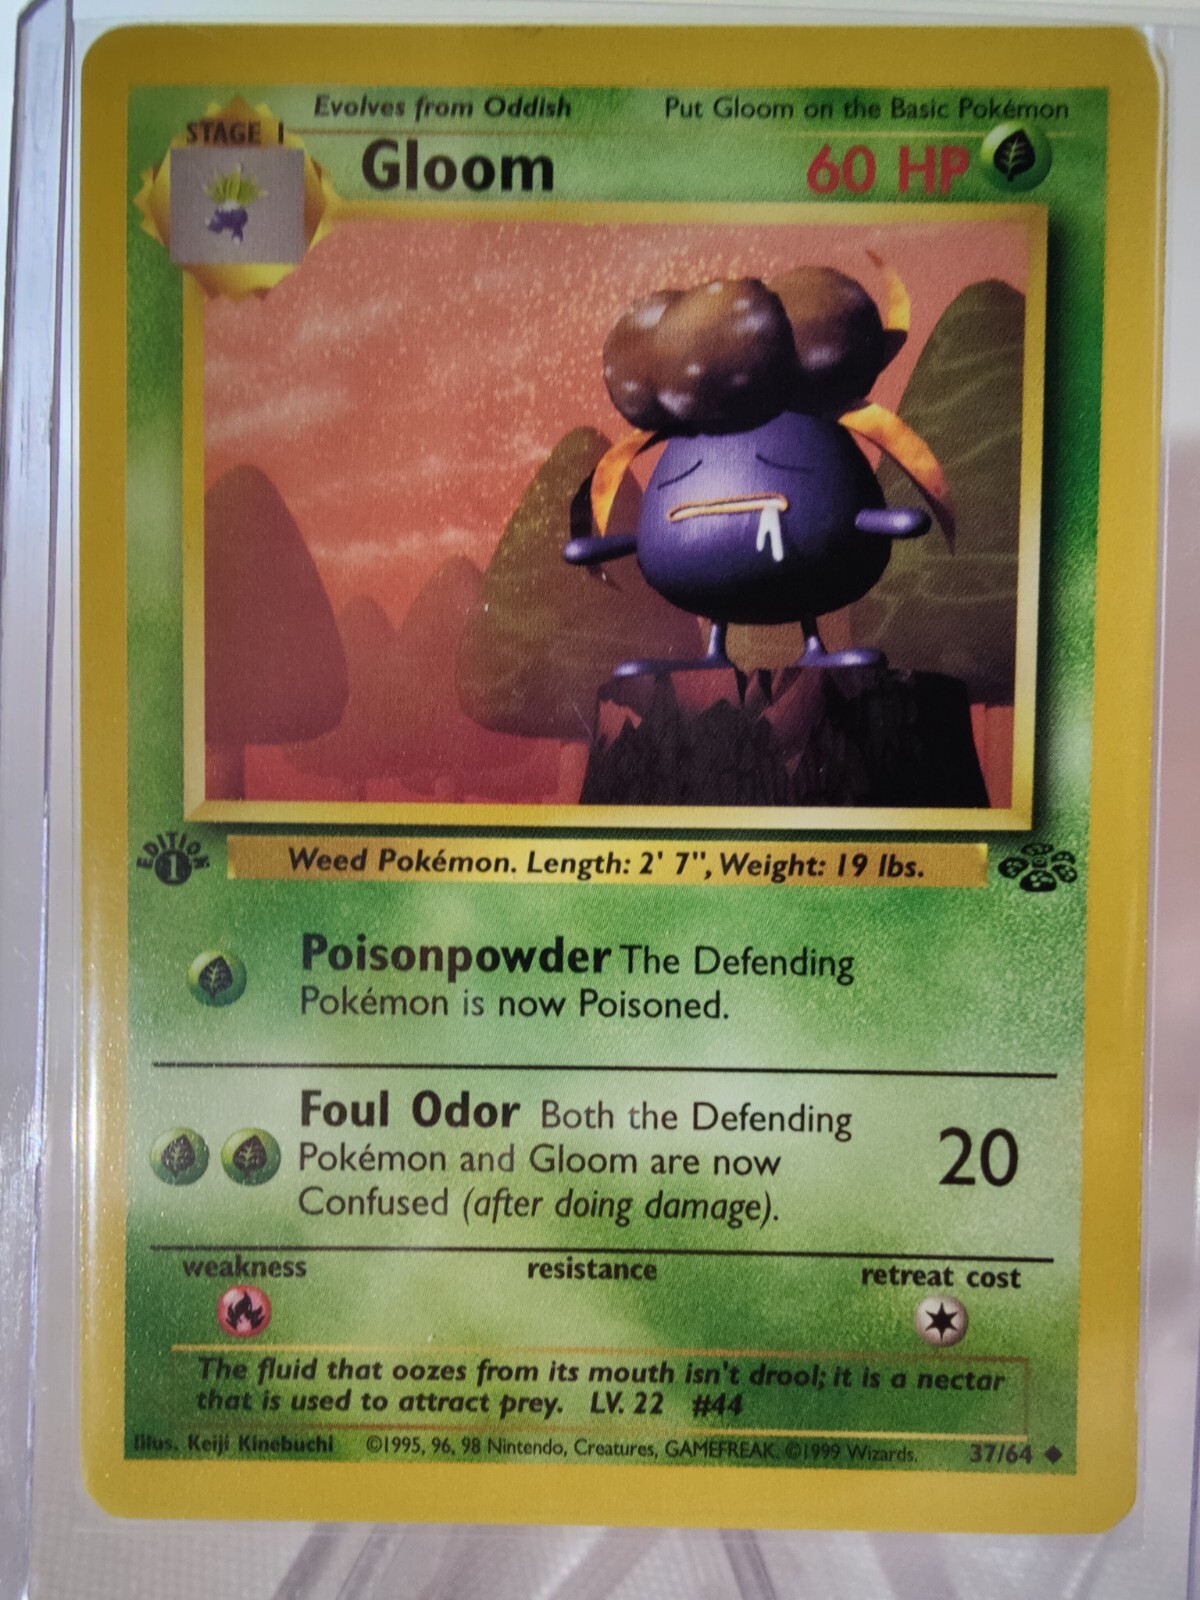 Evolves from Oddish Put Gloom on the Basic Pokémon
STAGE 1
Gloom 60 HP
EDITION
1
Weed Pokémon. Length: 2' 7", Weight: 19 lbs.
Poisonpowder The Defending
Pokémon is now Poisoned.
Foul Odor Both the Defending
Pokémon and Gloom are now
Confused (after doing damage).
20
weakness resistance retreat cost
The fluid that oozes from its mouth isn't drool; it is a nectar
that is used to attract prey. LV. 22 #44
Illus. Keiji Kinebuchi ©1995, 96, 98 Nintendo, Creatures, GAMEFREAK. ©1999 Wizards. 37/64